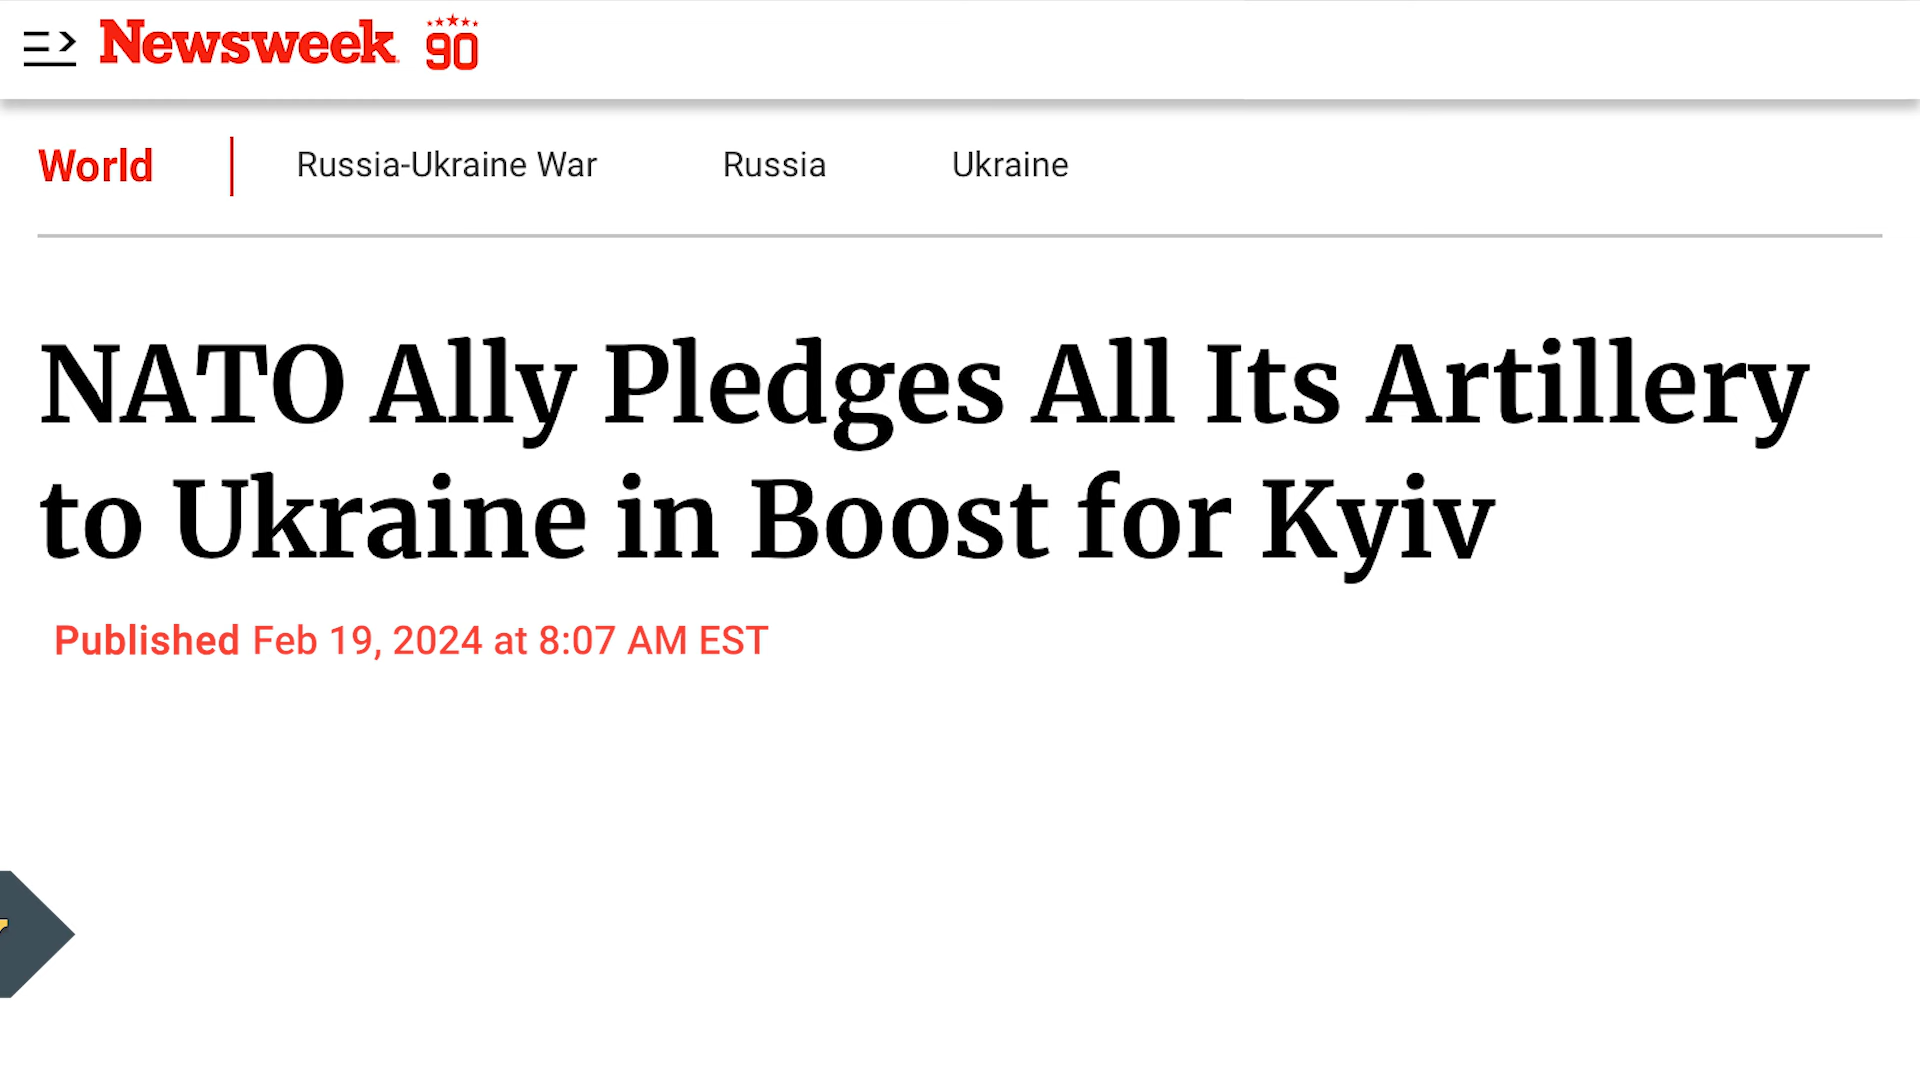 Newsweek 90
World Russia-Ukraine War Russia Ukraine
NATO Ally Pledges All Its Artillery
to Ukraine in Boost for Kyiv
Published Feb 19, 2024 at 8:07 AM EST